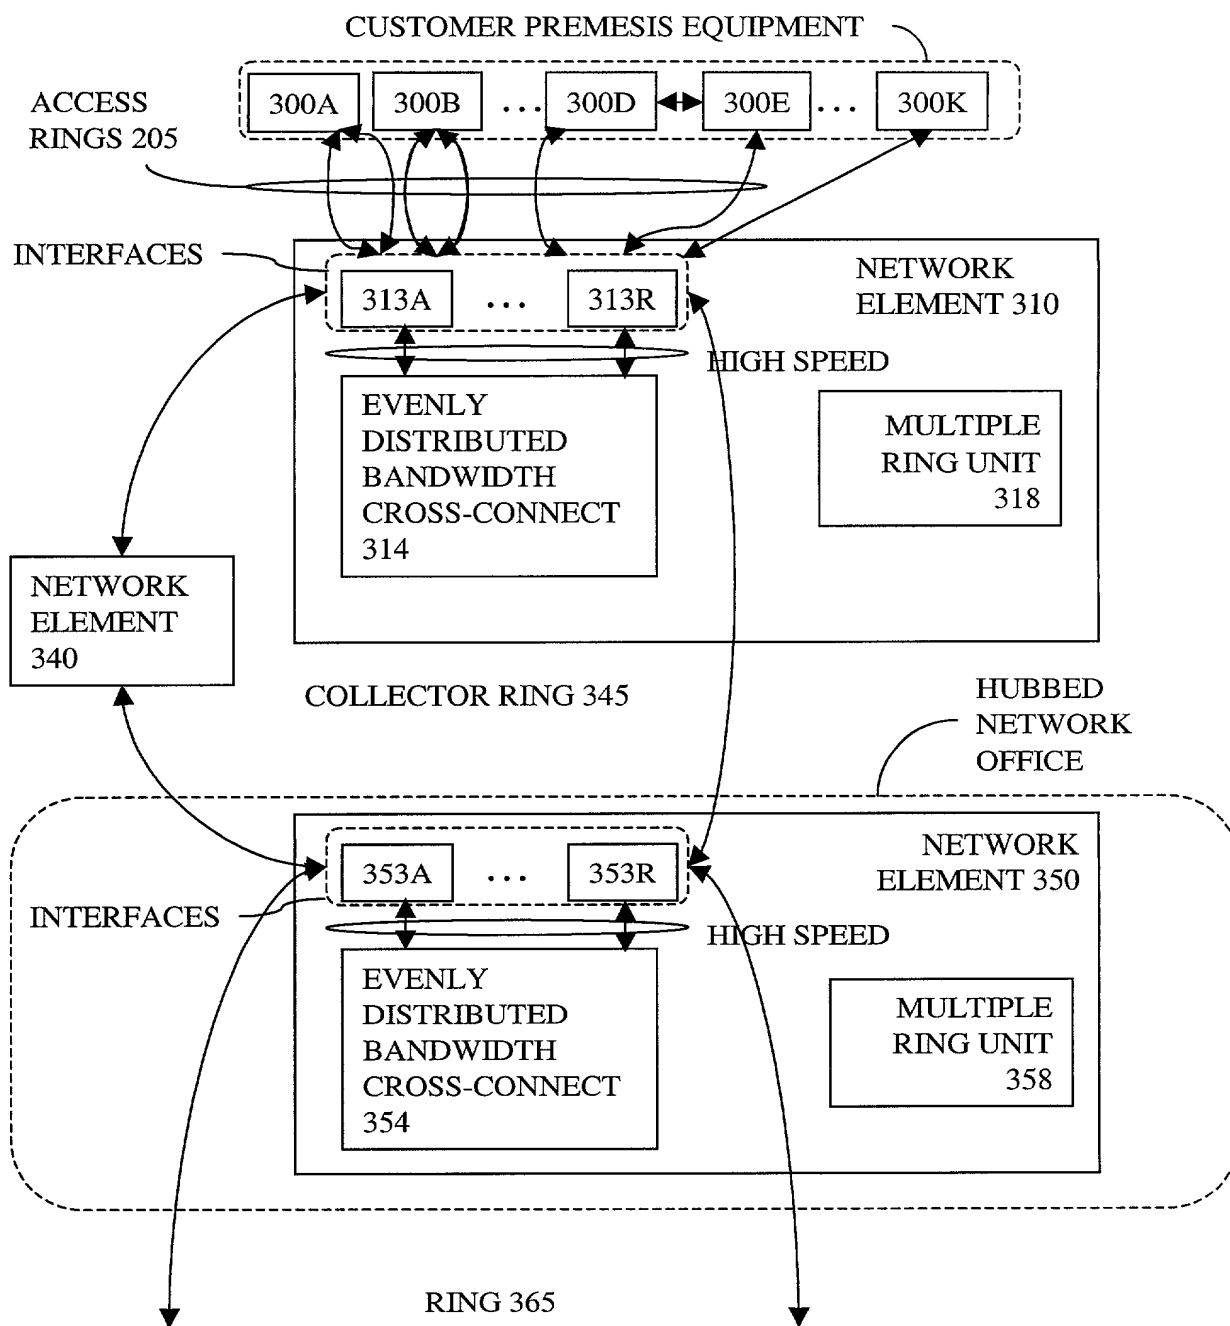 CUSTOMER PREMESIS EQUIPMENT
ACCESS
RINGS 205
300A
300B
...
300D
300E
...
300K
INTERFACES
313A
...
313R
NETWORK
ELEMENT 310
HIGH SPEED
EVENLY
DISTRIBUTED
BANDWIDTH
CROSS-CONNECT
314
MULTIPLE
RING UNIT
318
NETWORK
ELEMENT
340
COLLECTOR RING 345
HUBBED
NETWORK
OFFICE
353A
...
353R
NETWORK
ELEMENT 350
INTERFACES
HIGH SPEED
EVENLY
DISTRIBUTED
BANDWIDTH
CROSS-CONNECT
354
MULTIPLE
RING UNIT
358
RING 365